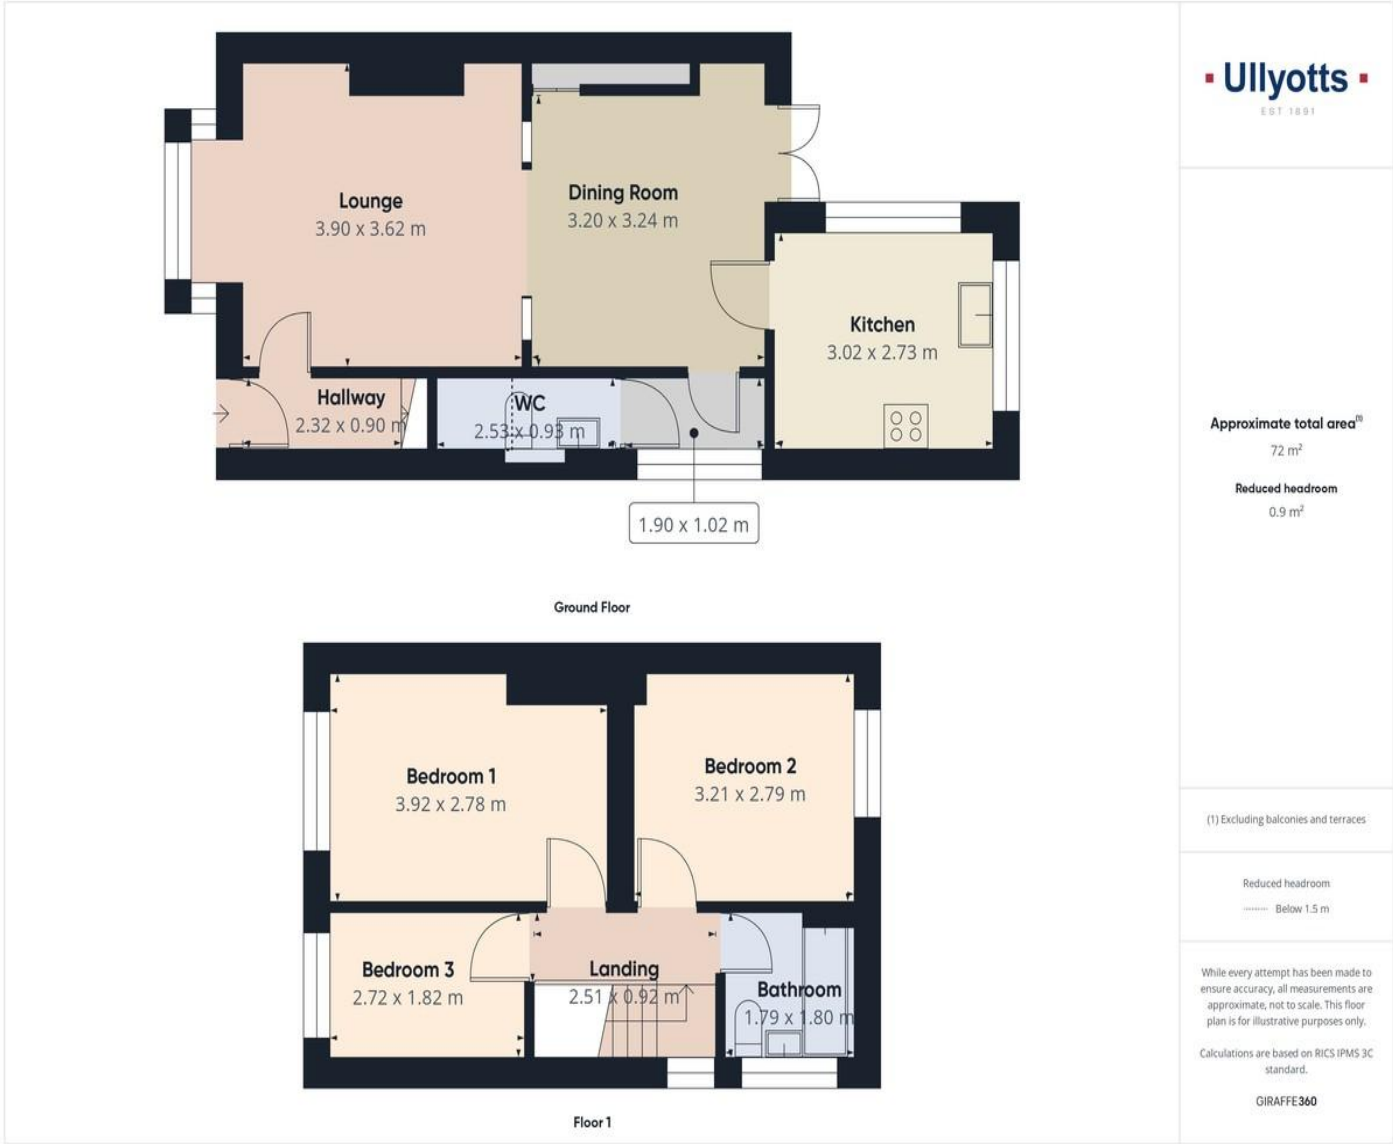 Lounge
3.90 x 3.62 m
Dining Room
3.20 x 3.24 m
Kitchen
3.02 x 2.73 m
Hallway
2.32 x 0.90 m
WC
2.53 x 0.93 m
1.90 x 1.02 m
Ground Floor
Bedroom 1
3.92 x 2.78 m
Bedroom 2
3.21 x 2.79 m
Bedroom 3
2.72 x 1.82 m
Landing
2.51 x 0.92 m
Bathroom
1.79 x 1.80 m
Floor 1
Ullyotts
EST 1891
Approximate total area(1)
72 m²
Reduced headroom
0.9 m²
(1) Excluding balconies and terraces
Reduced headroom
Below 1.5 m
While every attempt has been made to
ensure accuracy, all measurements are
approximate, not to scale. This floor
plan is for illustrative purposes only.
Calculations are based on RICS IPMS 3C
standard.
GIRAFFE360